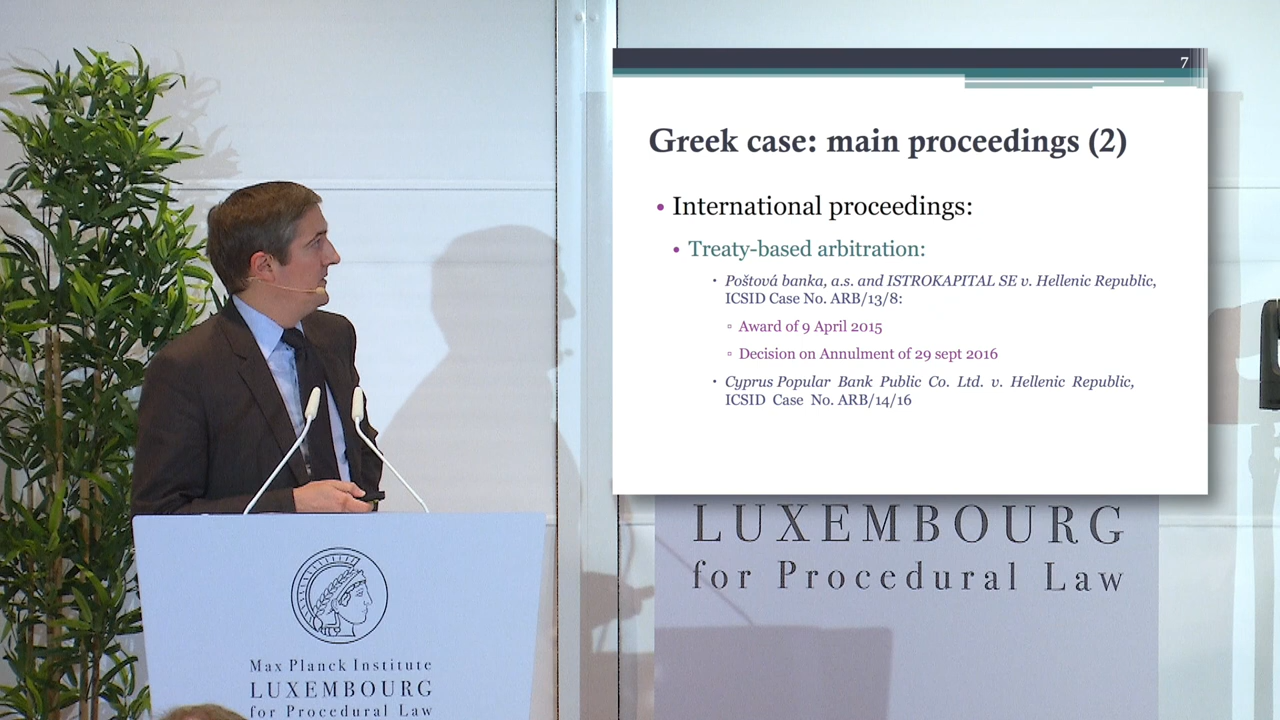 7
Greek case: main proceedings (2)
• International proceedings:
• Treaty-based arbitration:
▪ Poštová banka, a.s. and ISTROKAPITAL SE v. Hellenic Republic,
ICSID Case No. ARB/13/8:
▫ Award of 9 April 2015
▫ Decision on Annulment of 29 sept 2016
▪ Cyprus Popular Bank Public Co. Ltd. v. Hellenic Republic,
ICSID Case No. ARB/14/16
LUXEMBOURG
for Procedural Law
Max Planck Institute
LUXEMBOURG
for Procedural Law